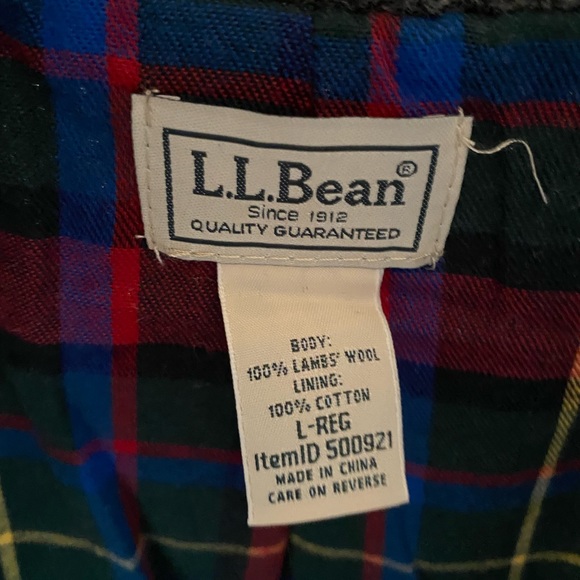 L.L.Bean®
Since 1912
QUALITY GUARANTEED
BODY:
100% LAMBS' WOOL
LINING:
100% COTTON
L-REG
ItemID 500921
MADE IN CHINA
CARE ON REVERSE